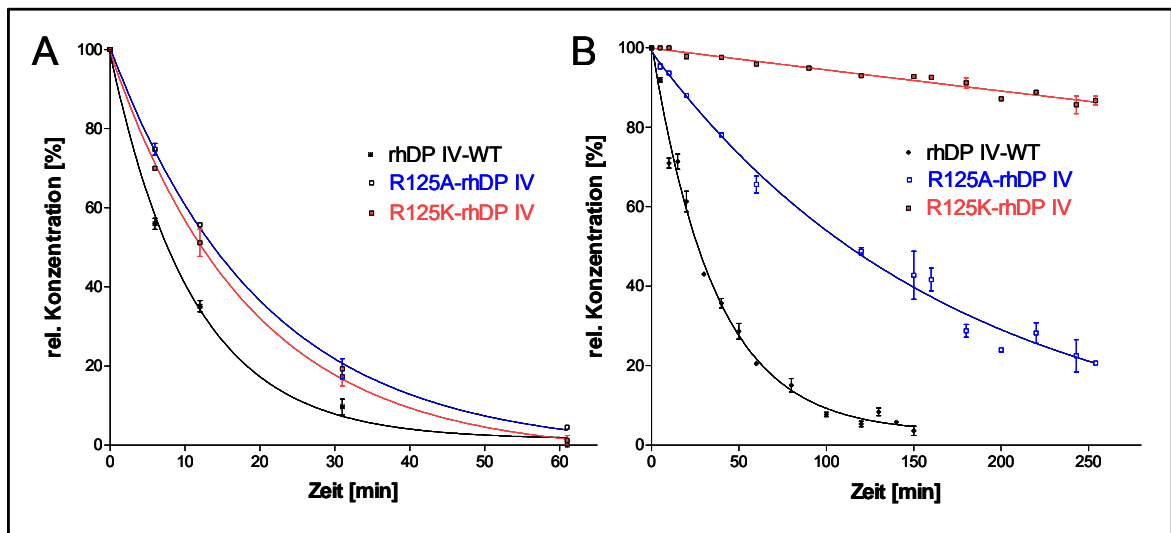 A
rel. Konzentration [%]
100
80
60
40
20
0
rhDP IV-WT
R125A-rhDP IV
R125K-rhDP IV
0 10 20 30 40 50 60
Zeit [min]
B
rel. Konzentration [%]
100
80
60
40
20
0
rhDP IV-WT
R125A-rhDP IV
R125K-rhDP IV
0 50 100 150 200 250
Zeit [min]